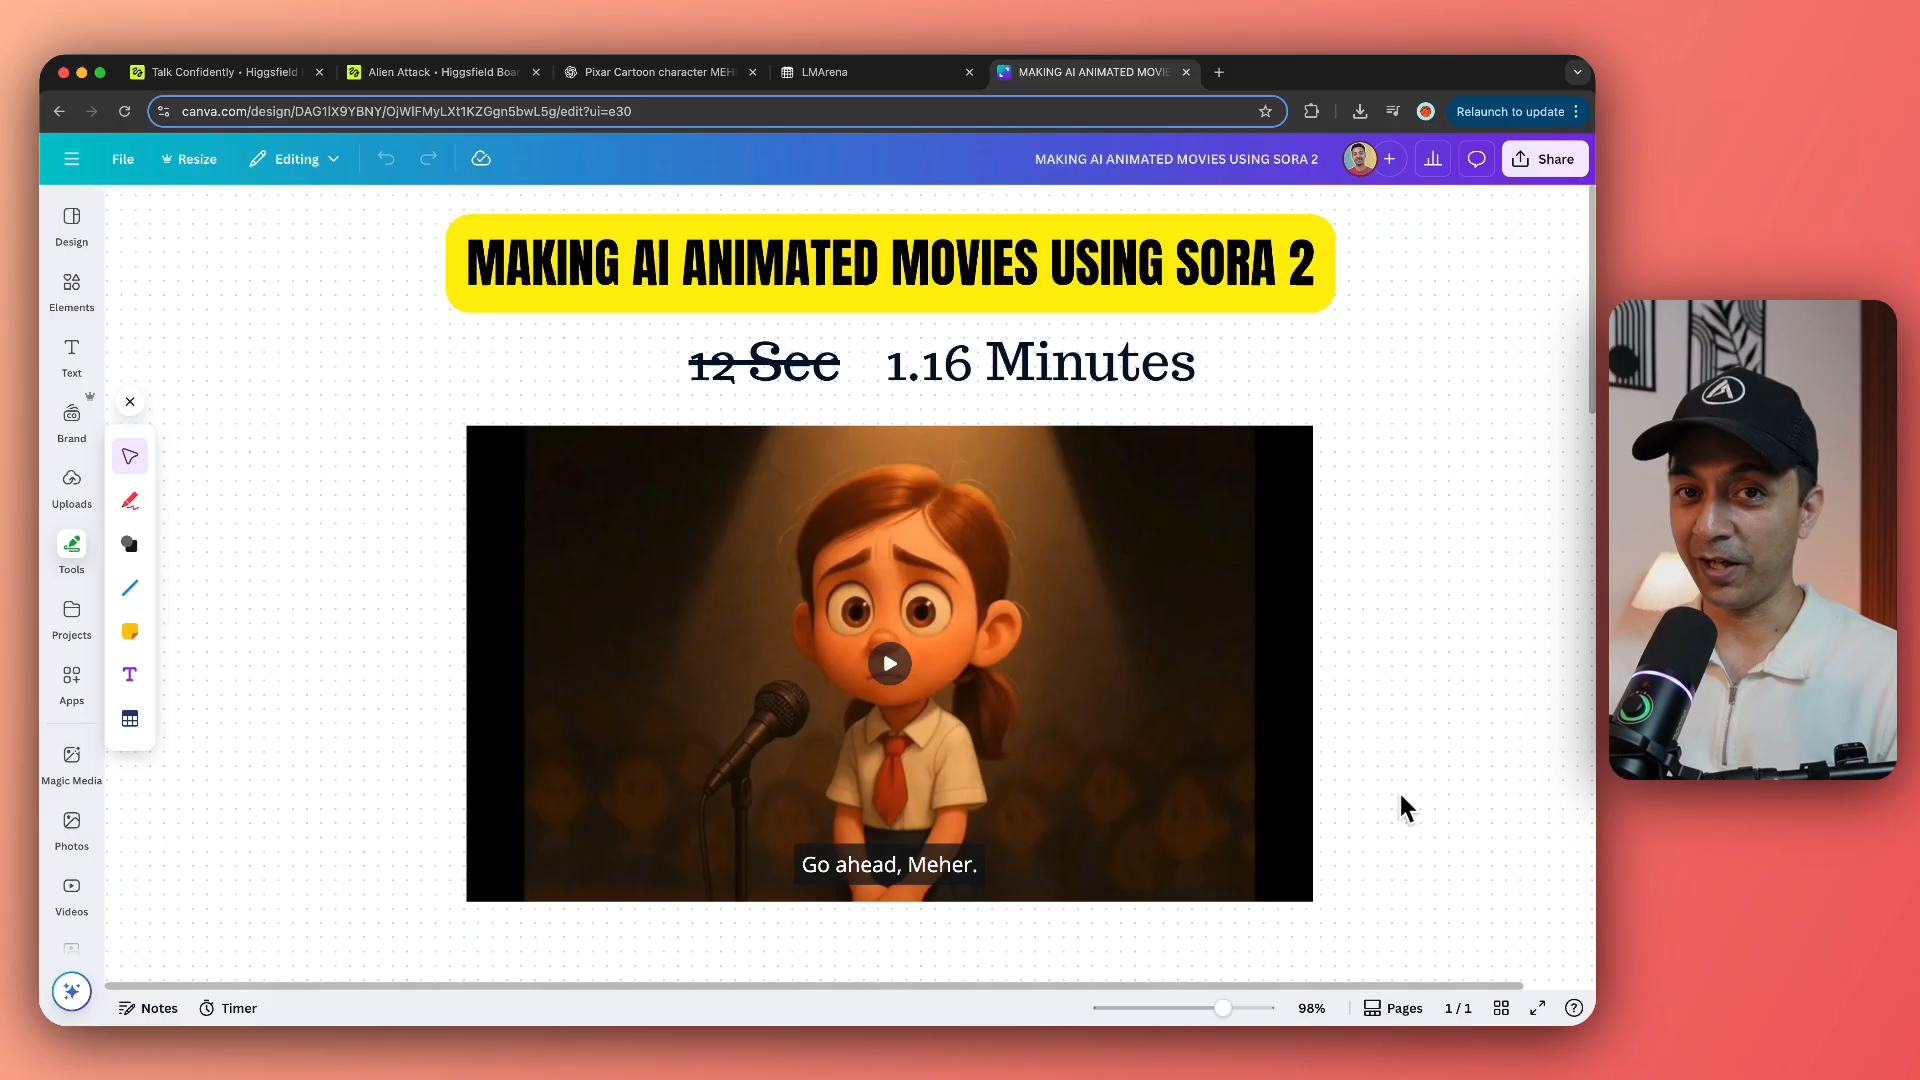 Talk Confidently • Higgsfield
Alien Attack • Higgsfield Boar
Pixar Cartoon character MEH
LMArena
MAKING AI ANIMATED MOVIE
canva.com/design/DAG1lX9YBNY/OjWlFMyLXt1KZGgn5bwL5g/edit?ui=e30
Relaunch to update
File
Resize
Editing
MAKING AI ANIMATED MOVIES USING SORA 2
Share
Design
Elements
Text
Brand
Uploads
Tools
Projects
Apps
Magic Media
Photos
Videos
MAKING AI ANIMATED MOVIES USING SORA 2
12 Sec 1.16 Minutes
Go ahead, Meher.
Notes
Timer
98%
Pages
1 / 1